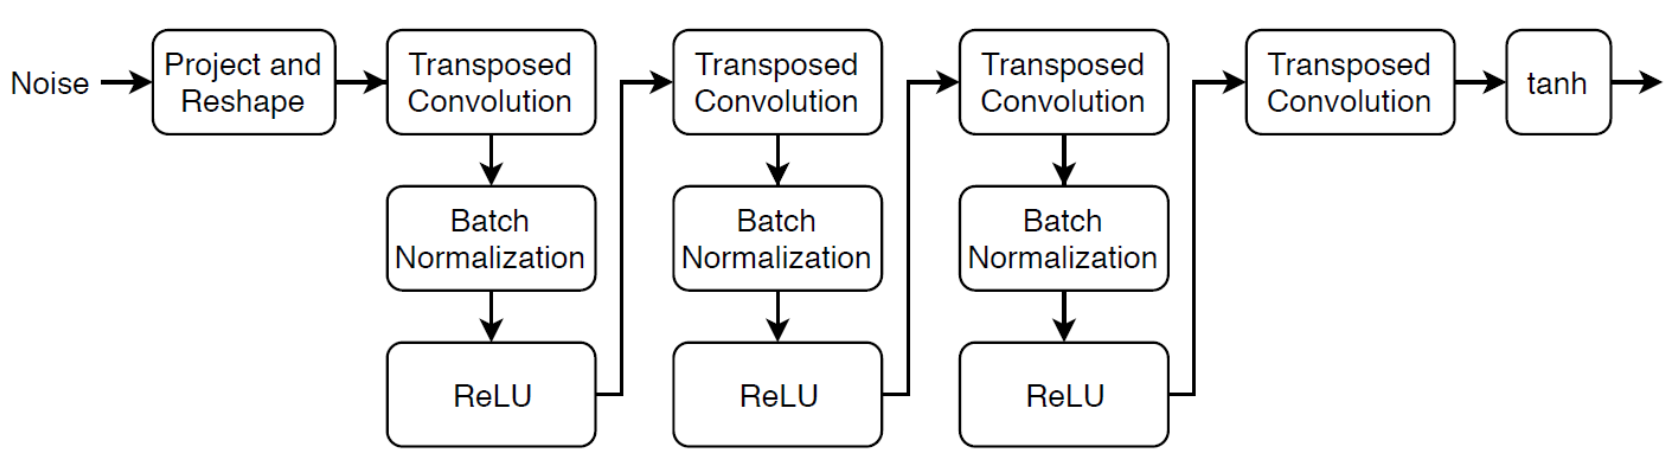 Noise
Project and
Reshape
Transposed
Convolution
Batch
Normalization
ReLU
Transposed
Convolution
Batch
Normalization
ReLU
Transposed
Convolution
Batch
Normalization
ReLU
Transposed
Convolution
tanh